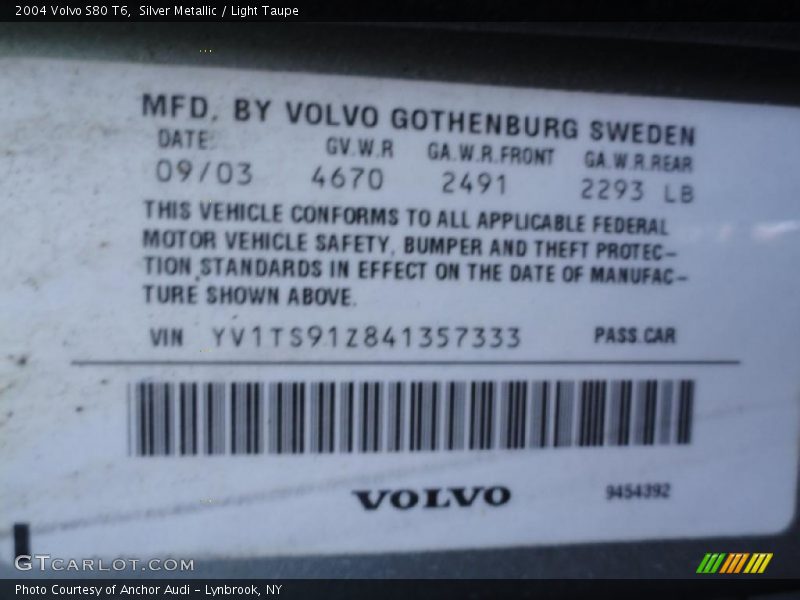 2004 Volvo S80 T6,  Silver Metallic / Light Taupe
MFD. BY VOLVO GOTHENBURG SWEDEN
DATE: GV.W.R GA.W.R.FRONT GA.W.R.REAR
09/03 4670 2491 2293 LB
THIS VEHICLE CONFORMS TO ALL APPLICABLE FEDERAL
MOTOR VEHICLE SAFETY, BUMPER AND THEFT PROTEC-
TION STANDARDS IN EFFECT ON THE DATE OF MANUFAC-
TURE SHOWN ABOVE.
VIN YV1TS91Z841357333 PASS.CAR
VOLVO 9454392
GTCARLOT.COM
Photo Courtesy of Anchor Audi – Lynbrook, NY